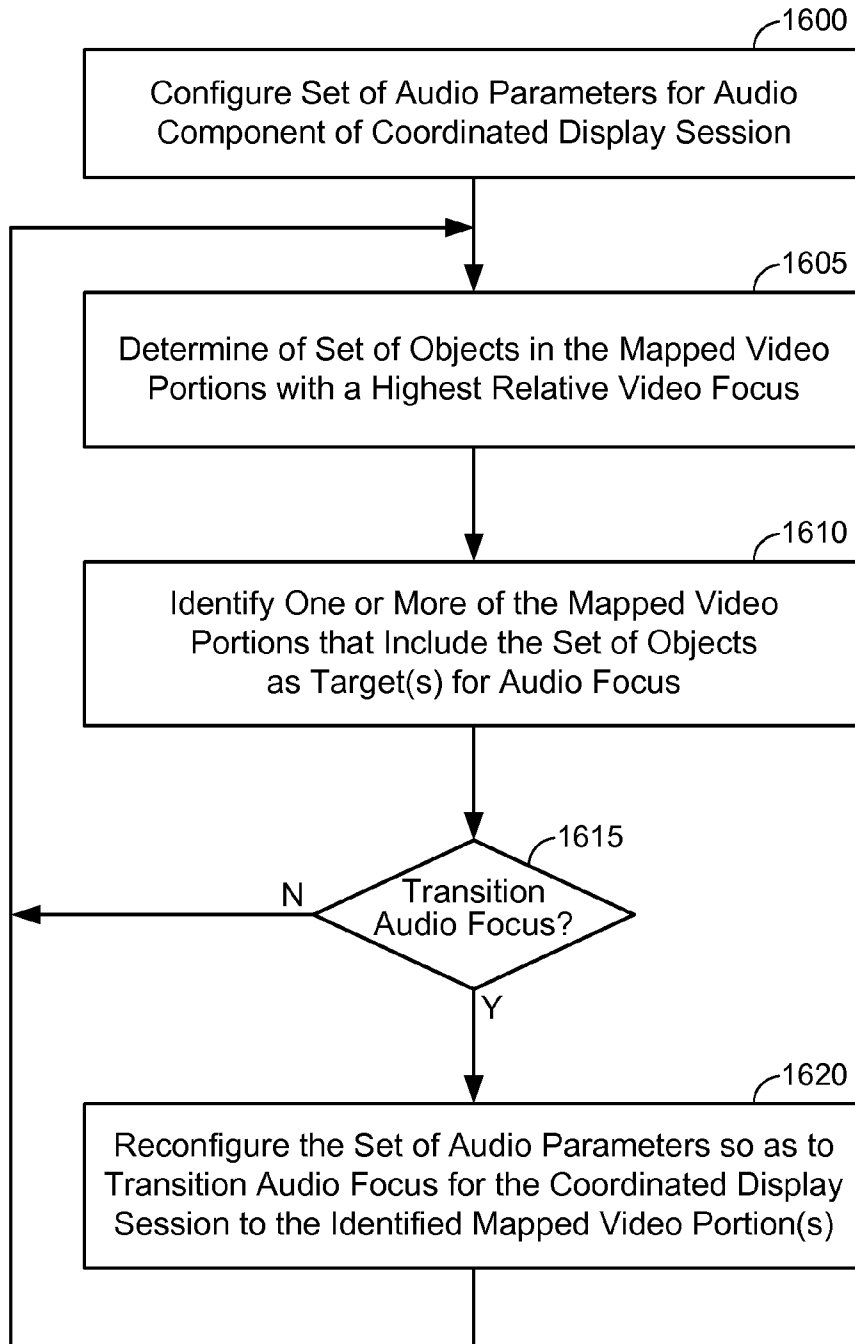 1600
Configure Set of Audio Parameters for Audio
Component of Coordinated Display Session
1605
Determine of Set of Objects in the Mapped Video
Portions with a Highest Relative Video Focus
1610
Identify One or More of the Mapped Video
Portions that Include the Set of Objects
as Target(s) for Audio Focus
1615
Transition
Audio Focus?
N
Y
1620
Reconfigure the Set of Audio Parameters so as to
Transition Audio Focus for the Coordinated Display
Session to the Identified Mapped Video Portion(s)